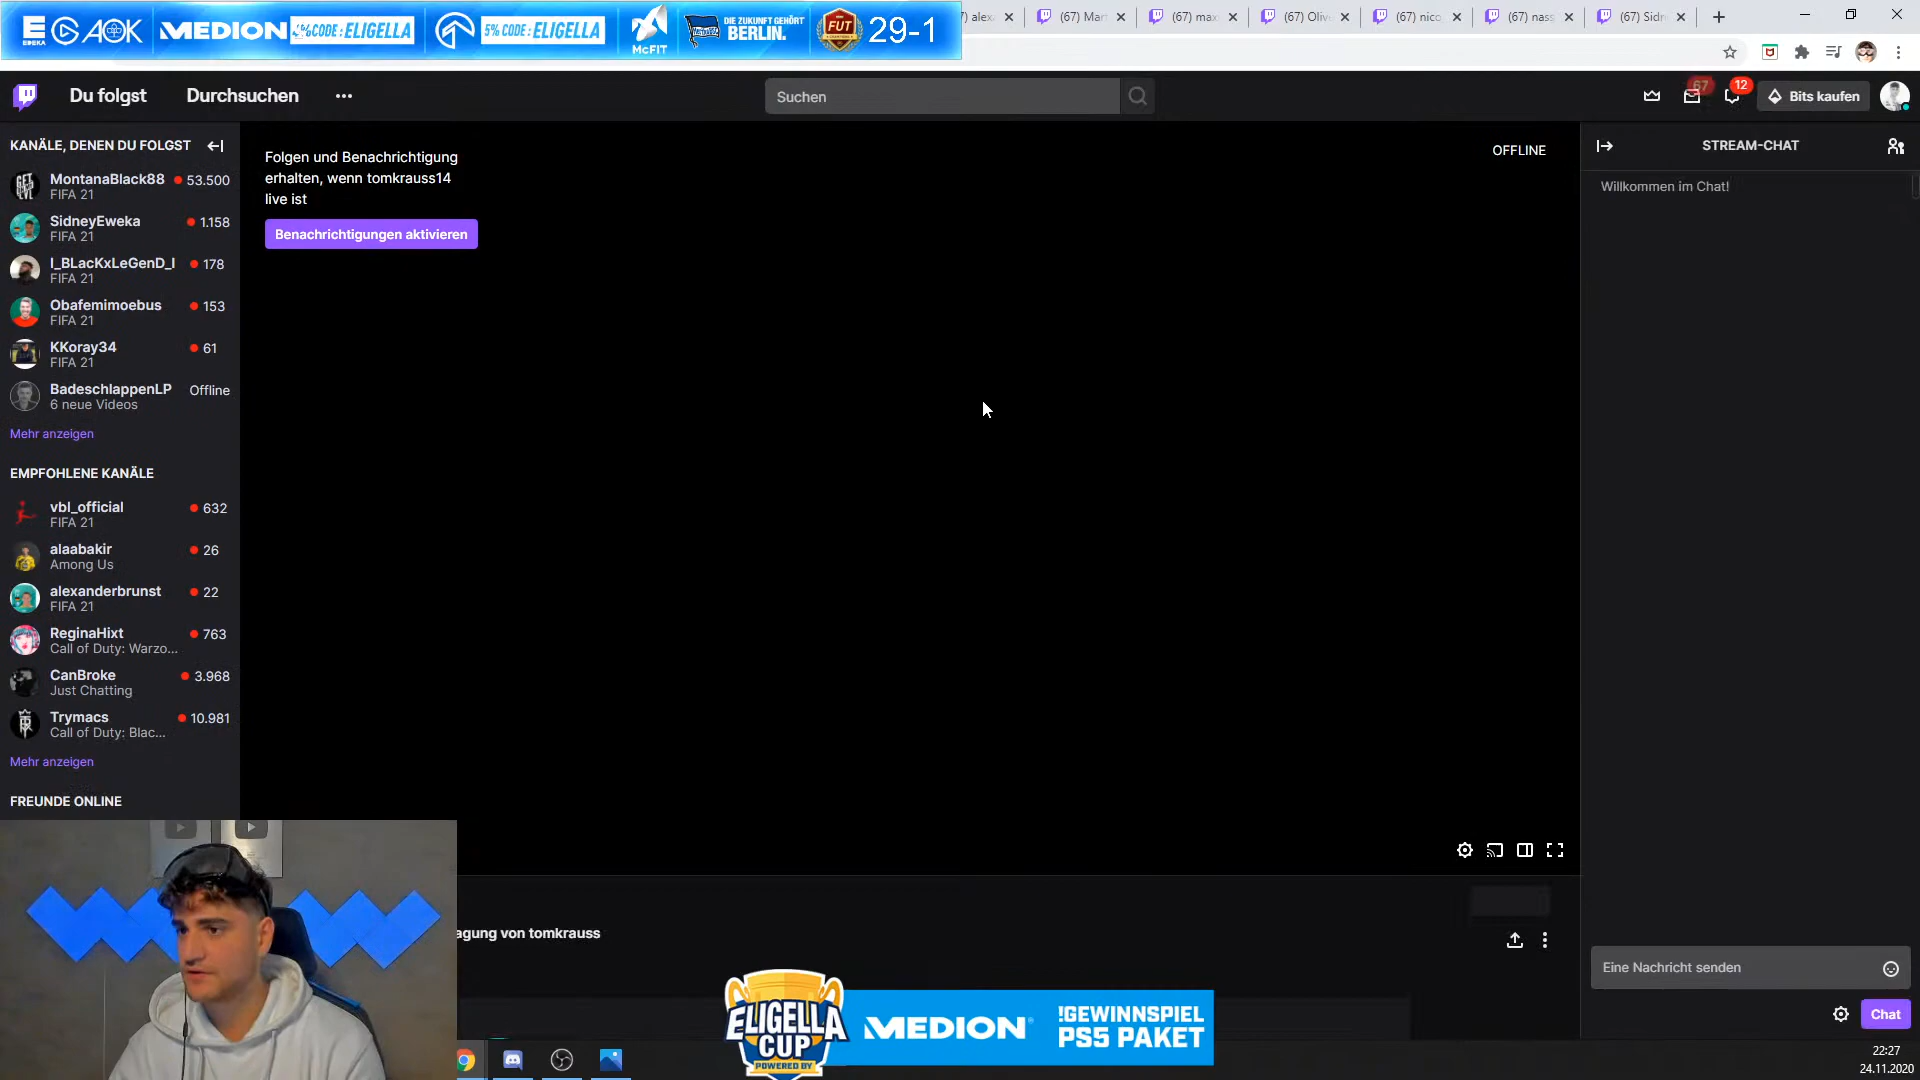 EWEKA GAOK MEDION %CODE:ELIGELLA 5% CODE:ELIGELLA McFIT DIE ZUKUNFT GEHÖRT BERLIN. FUT 29-1
(67) Mar (67) max (67) Oliv (67) nico (67) nass (67) Sidn
Du folgst Durchsuchen ••• Suchen 67 12 Bits kaufen
KANÄLE, DENEN DU FOLGST
MontanaBlack88 53.500
FIFA 21
SidneyEweka 1.158
FIFA 21
I_BLacKxLeGenD_I 178
FIFA 21
Obafemimoebus 153
FIFA 21
KKoray34 61
FIFA 21
BadeschlappenLP Offline
6 neue Videos
Mehr anzeigen
EMPFOHLENE KANÄLE
vbl_official 632
FIFA 21
alaabakir 26
Among Us
alexanderbrunst 22
FIFA 21
ReginaHixt 763
Call of Duty: Warzo...
CanBroke 3.968
Just Chatting
Trymacs 10.981
Call of Duty: Blac...
Mehr anzeigen
FREUNDE ONLINE
Folgen und Benachrichtigung
erhalten, wenn tomkrauss14
live ist
Benachrichtigungen aktivieren
OFFLINE
agung von tomkrauss
STREAM-CHAT
Willkommen im Chat!
Eine Nachricht senden
Chat
ELIGELLA
CUP
POWERED BY
MEDION
!GEWINNSPIEL
PS5 PAKET
22:27
24.11.2020